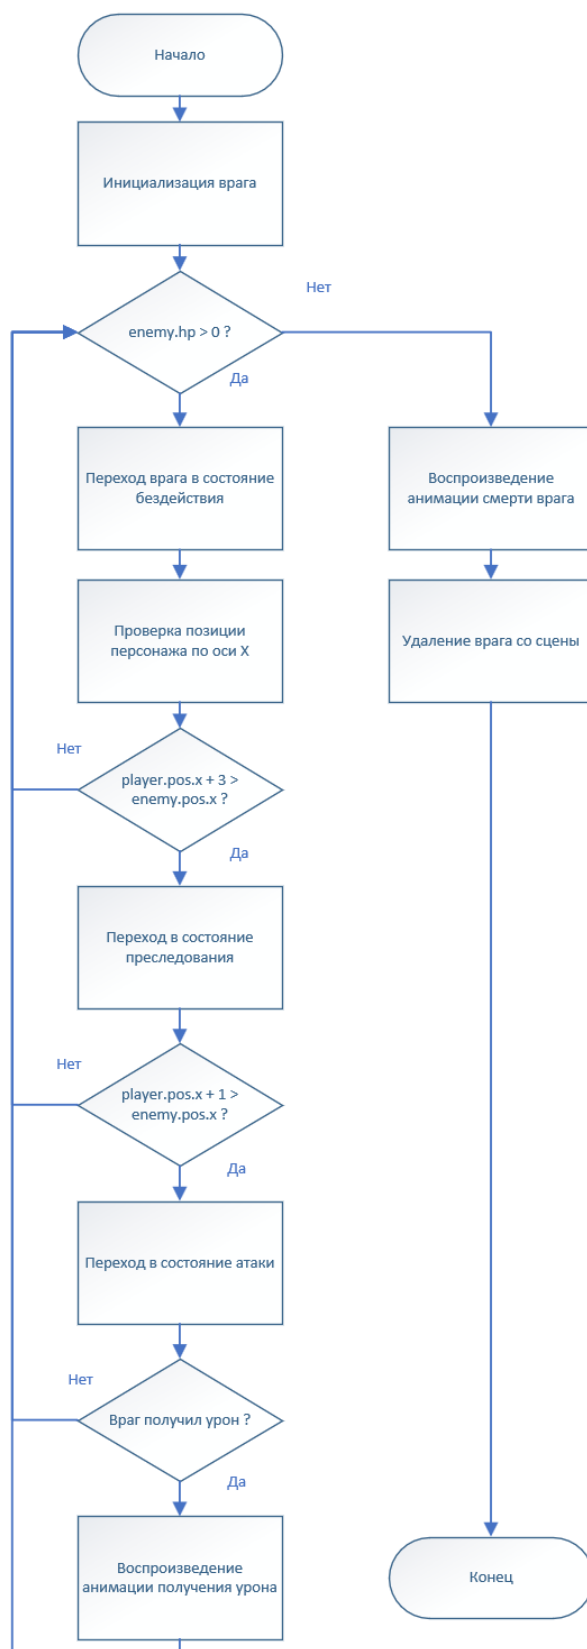 Начало
Инициализация врага
Нет
enemy.hp > 0 ?
Да
Переход врага в состояние
бездействия
Воспроизведение
анимации смерти врага
Проверка позиции
персонажа по оси X
Удаление врага со сцены
Нет
player.pos.x + 3 >
enemy.pos.x ?
Да
Переход в состояние
преследования
Нет
player.pos.x + 1 >
enemy.pos.x ?
Да
Переход в состояние атаки
Нет
Враг получил урон ?
Да
Воспроизведение
анимации получения урона
Конец